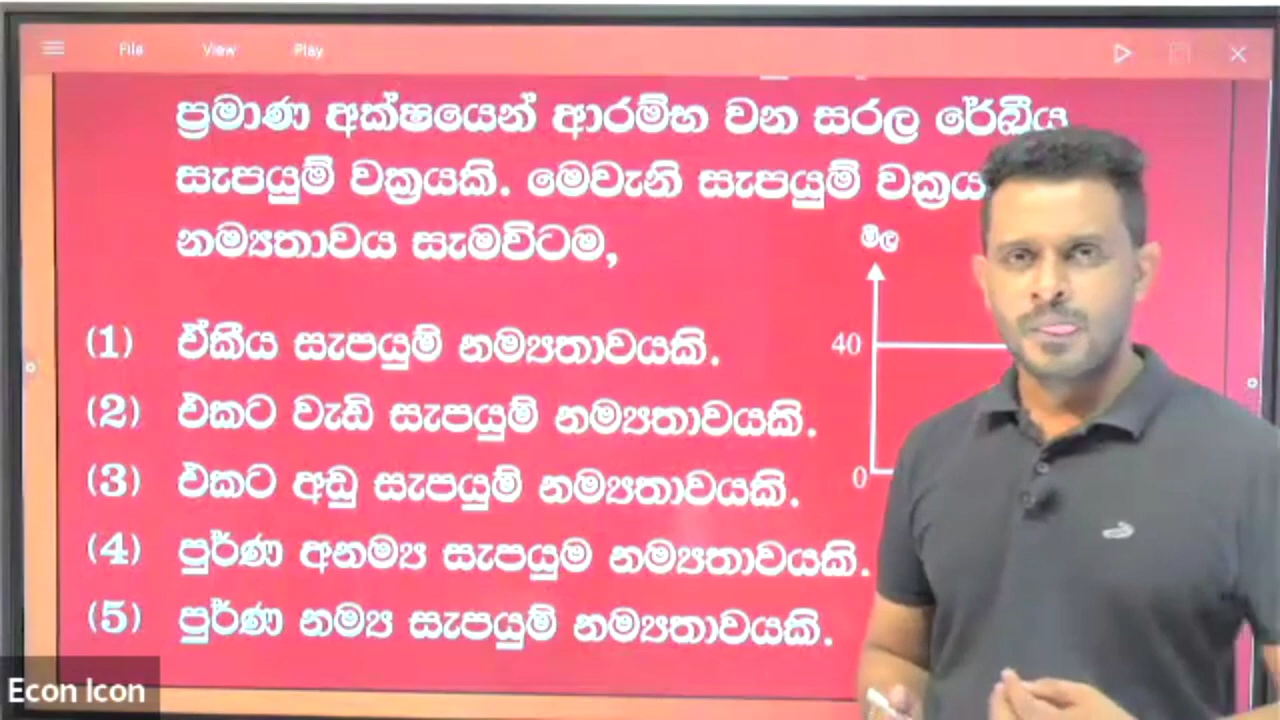 File View Play
ප්‍රමාණ අක්ෂයෙන් ආරම්භ වන සරල රේඛීය
සැපයුම් වක්‍රයකි. මෙවැනි සැපයුම් වක්‍රය
නම්‍යතාවය සැමවිටම,
මිල
(1) ඒකීය සැපයුම් නම්‍යතාවයකි.
40
(2) එකට වැඩි සැපයුම් නම්‍යතාවයකි.
(3) එකට අඩු සැපයුම් නම්‍යතාවයකි.
0
(4) පූර්ණ අනම්‍ය සැපයුම නම්‍යතාවයකි.
(5) පූර්ණ නම්‍ය සැපයුම් නම්‍යතාවයකි.
Econ Icon